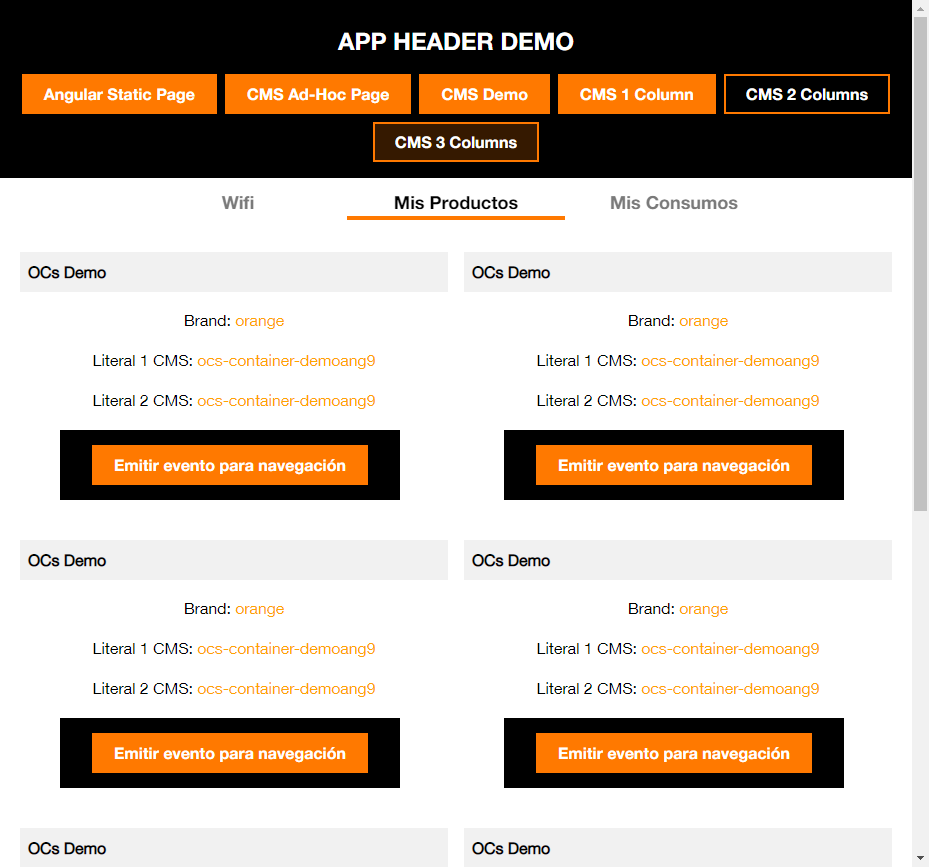 APP HEADER DEMO
Angular Static Page CMS Ad-Hoc Page CMS Demo CMS 1 Column CMS 2 Columns
CMS 3 Columns
Wifi Mis Productos Mis Consumos
OCs Demo OCs Demo
Brand: orange Brand: orange
Literal 1 CMS: ocs-container-demoang9 Literal 1 CMS: ocs-container-demoang9
Literal 2 CMS: ocs-container-demoang9 Literal 2 CMS: ocs-container-demoang9
Emitir evento para navegación Emitir evento para navegación
OCs Demo OCs Demo
Brand: orange Brand: orange
Literal 1 CMS: ocs-container-demoang9 Literal 1 CMS: ocs-container-demoang9
Literal 2 CMS: ocs-container-demoang9 Literal 2 CMS: ocs-container-demoang9
Emitir evento para navegación Emitir evento para navegación
OCs Demo OCs Demo